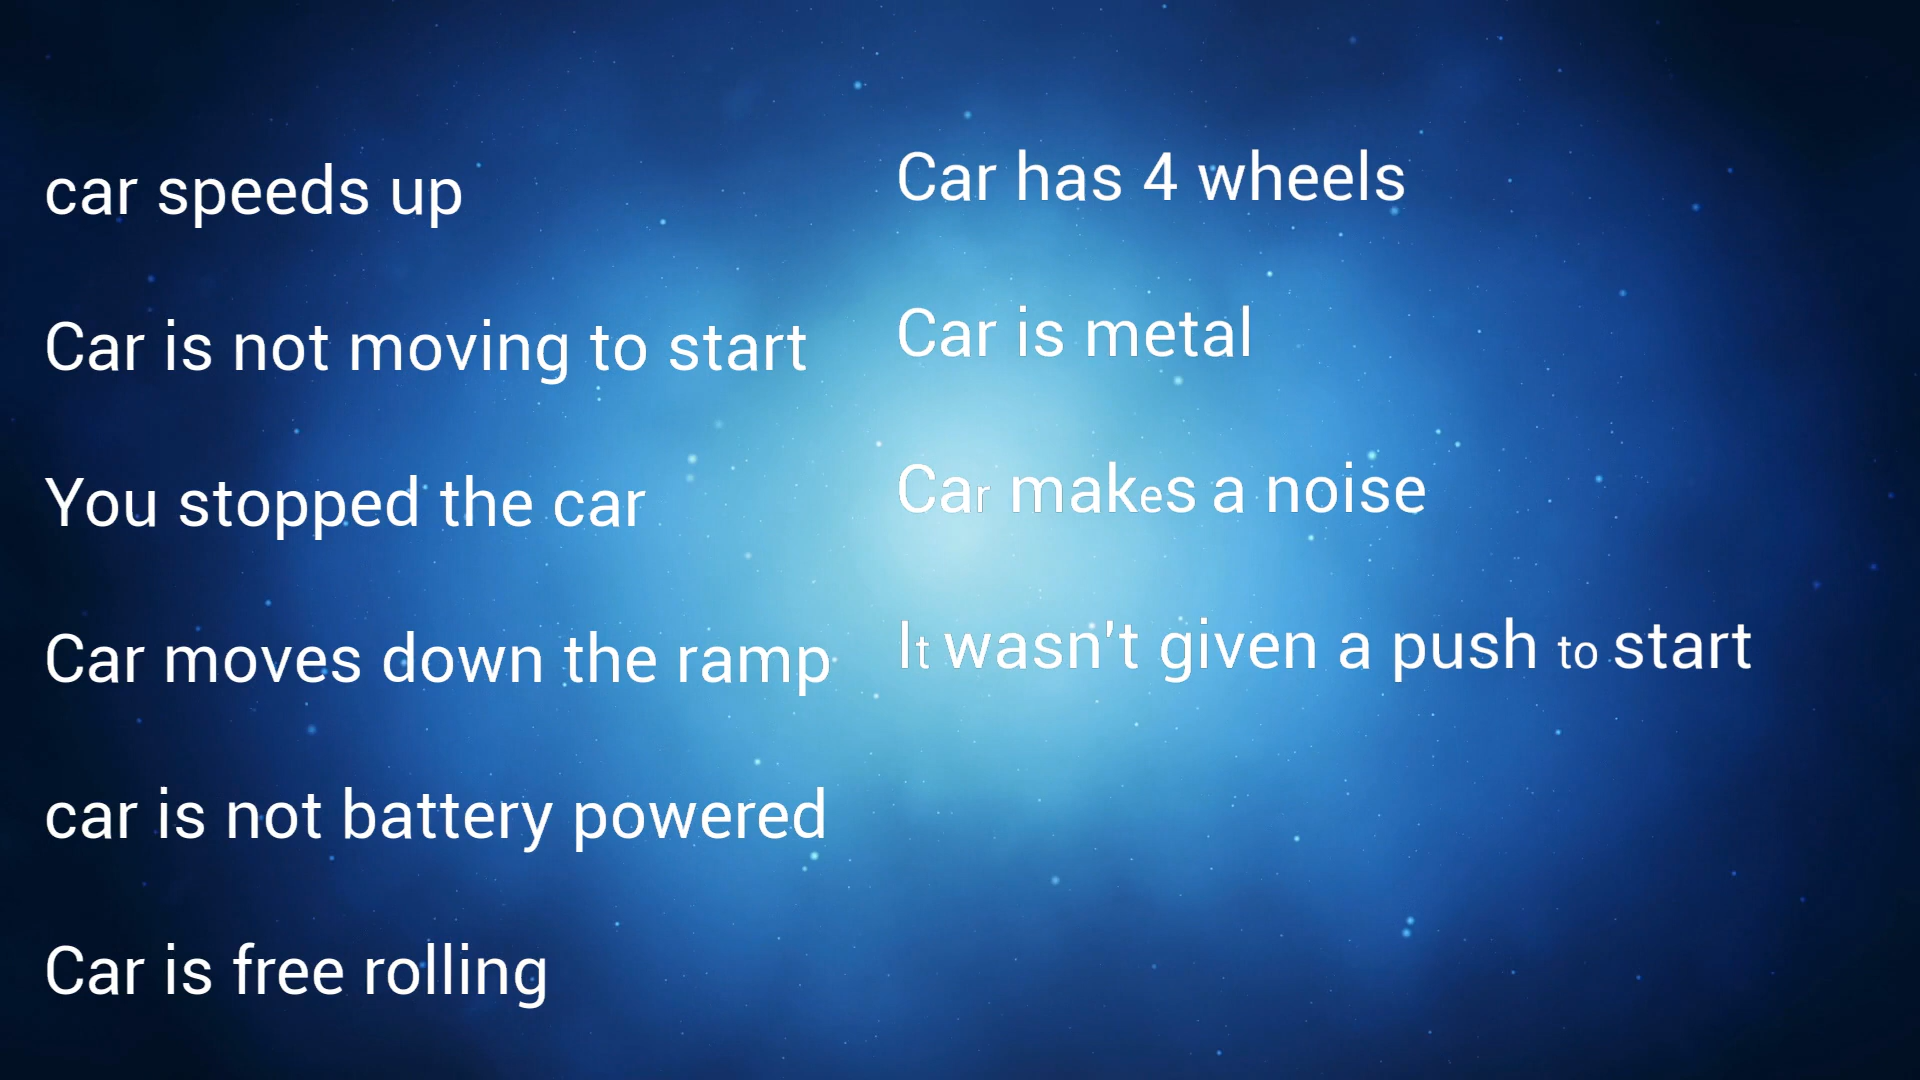 car speeds up
Car is not moving to start
You stopped the car
Car moves down the ramp
car is not battery powered
Car is free rolling
Car has 4 wheels
Car is metal
Car makes a noise
It wasn't given a push to start